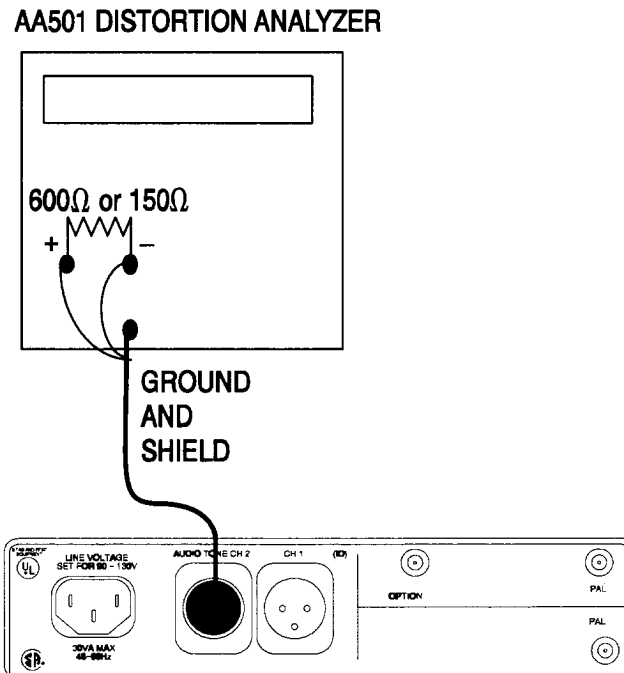 AA501 DISTORTION ANALYZER
600Ω or 150Ω
+ −
GROUND
AND
SHIELD
LINE VOLTAGE
SET FOR 90 - 130V
AUDIO TONE CH 2
CH 1
OPTION
PAL
PAL
UL
30VA MAX
48-66Hz